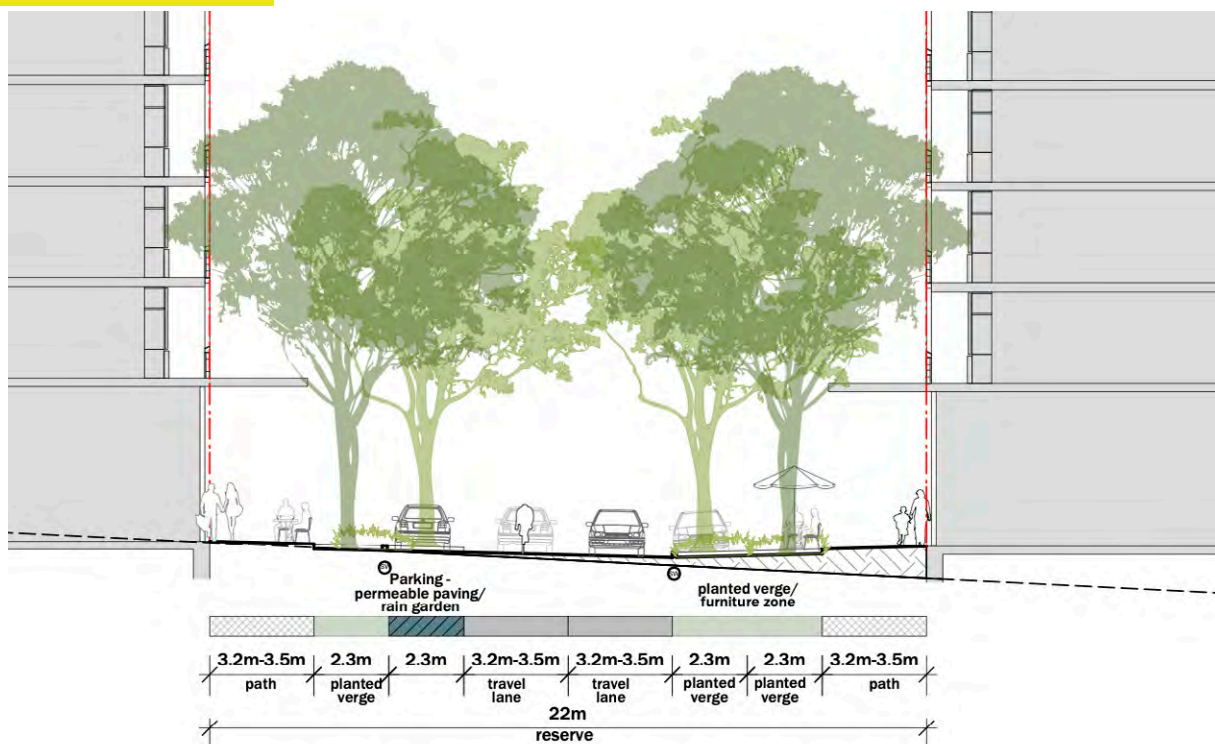 Parking -
permeable paving/
rain garden
planted verge/
furniture zone
3.2m-3.5m 2.3m 2.3m 3.2m-3.5m 3.2m-3.5m 2.3m 2.3m 3.2m-3.5m
path planted verge travel lane travel lane planted verge planted verge path
22m
reserve